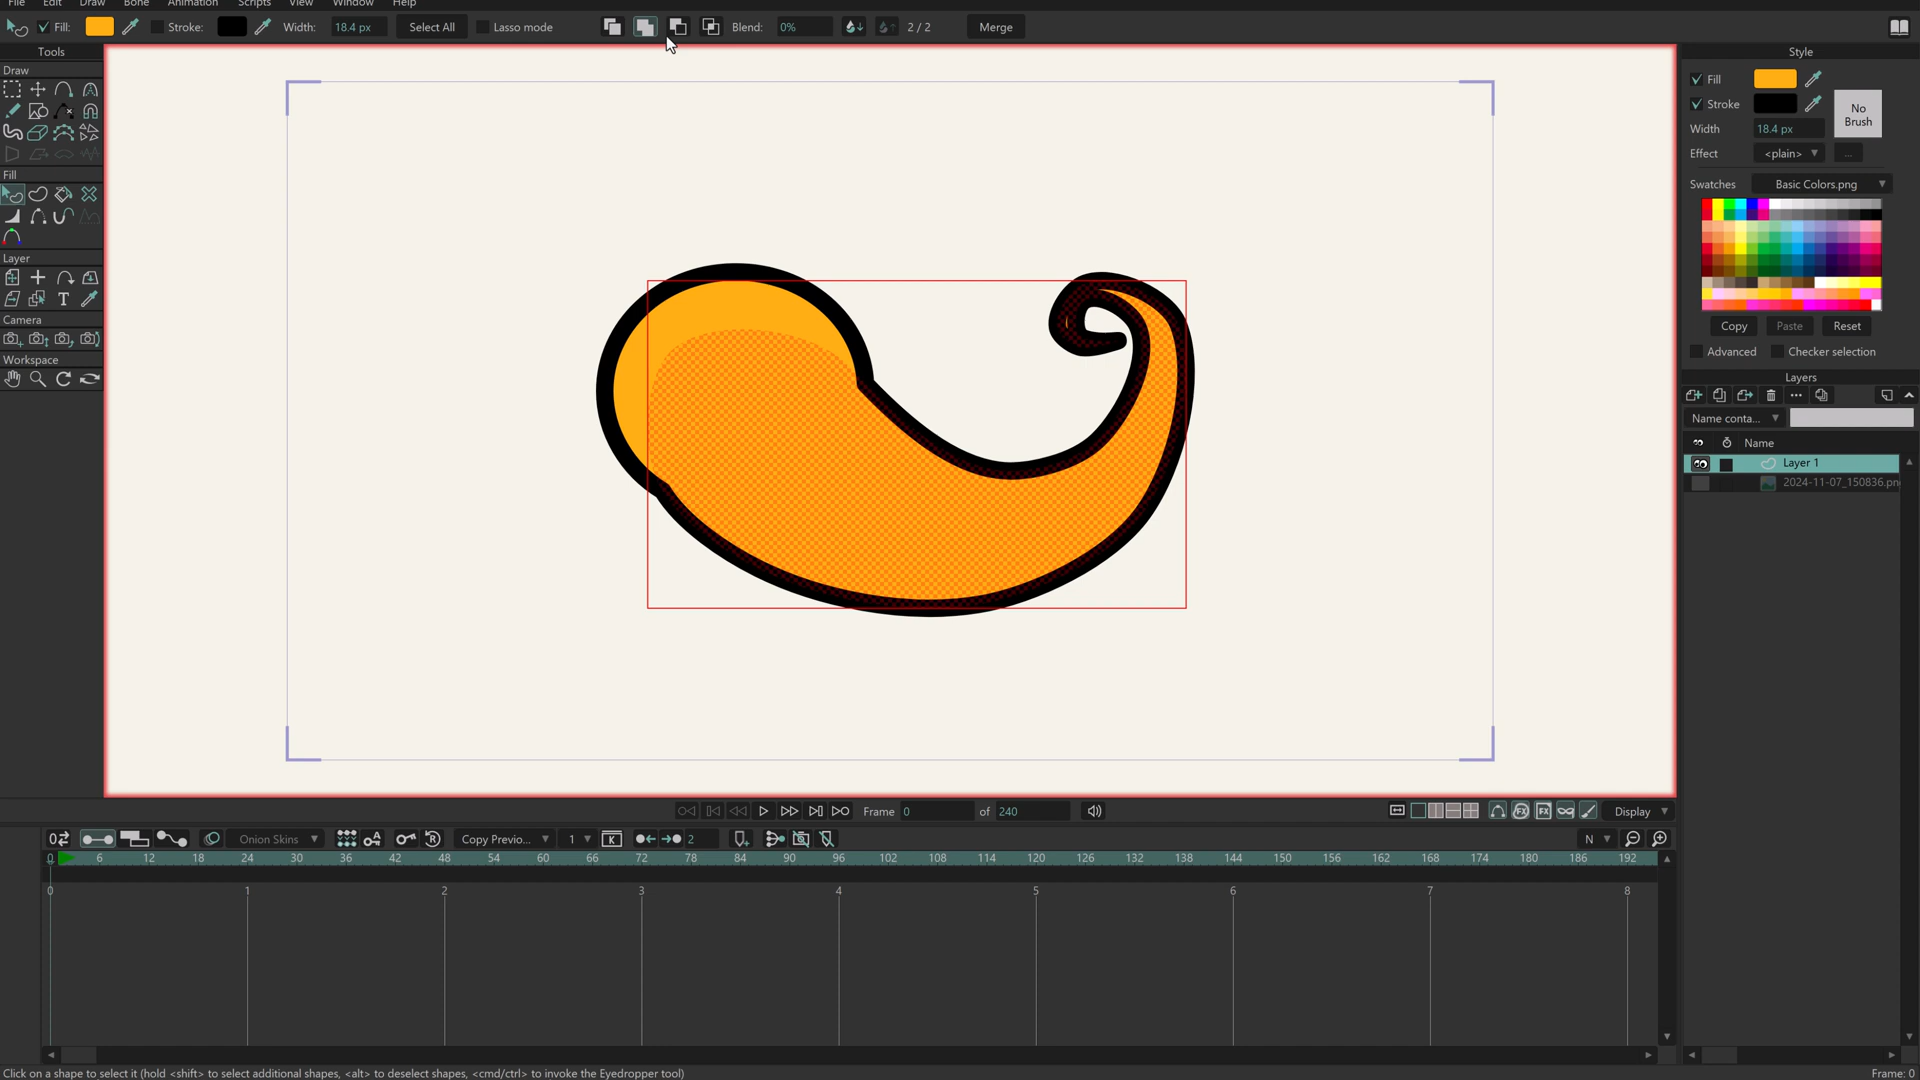 File Edit Draw Bone Animation Scripts View Window Help
Fill: Stroke: Width: 18.4 px Select All Lasso mode Blend: 0% 2 / 2 Merge
Tools
Draw
Fill
Layer
Camera
Workspace
Style
Fill
Stroke
No Brush
Width 18.4 px
Effect <plain> ...
Swatches Basic Colors.png
Copy Paste Reset
Advanced Checker selection
Layers
Name conta...
Name
Layer 1
2024-11-07_150836.pn
Frame 0 of 240 Display
Onion Skins Copy Previo... 1 2 N
0 6 12 18 24 30 36 42 48 54 60 66 72 78 84 90 96 102 108 114 120 126 132 138 144 150 156 162 168 174 180 186 192
0 1 2 3 4 5 6 7 8
Click on a shape to select it (hold <shift> to select additional shapes, <alt> to deselect shapes, <cmd/ctrl> to invoke the Eyedropper tool) Frame: 0